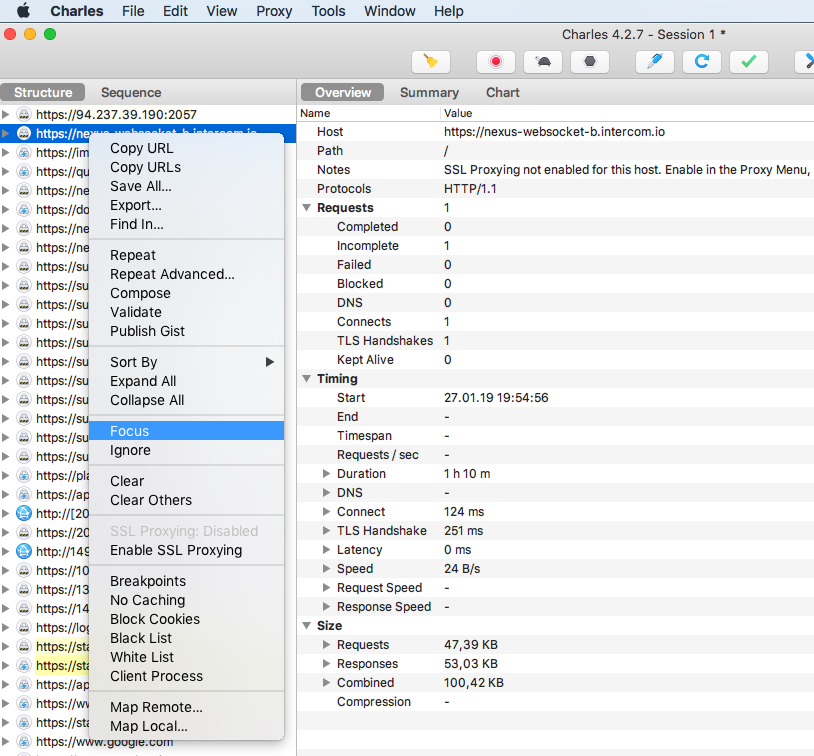 Charles File Edit View Proxy Tools Window Help
Charles 4.2.7 - Session 1 *
Structure Sequence
https://94.237.39.190:2057
https://nexus-websocket-b.intercom.io
https://im
https://qu
https://ne
https://do
https://ne
https://ne
https://su
https://su
https://su
https://su
https://su
https://su
https://su
https://su
https://su
https://su
https://su
https://pla
https://ap
http://[20
https://20
http://149
https://10
https://13
https://14
https://log
https://sta
https://sta
https://ap
https://ww
https://sta
https://www.google.com
Copy URL
Copy URLs
Save All...
Export...
Find In...
Repeat
Repeat Advanced...
Compose
Validate
Publish Gist
Sort By
Expand All
Collapse All
Focus
Ignore
Clear
Clear Others
SSL Proxying: Disabled
Enable SSL Proxying
Breakpoints
No Caching
Block Cookies
Black List
White List
Client Process
Map Remote...
Map Local...
Overview Summary Chart
Name Value
Host https://nexus-websocket-b.intercom.io
Path /
Notes SSL Proxying not enabled for this host. Enable in the Proxy Menu,
Protocols HTTP/1.1
Requests 1
Completed 0
Incomplete 1
Failed 0
Blocked 0
DNS 0
Connects 1
TLS Handshakes 1
Kept Alive 0
Timing
Start 27.01.19 19:54:56
End -
Timespan -
Requests / sec -
Duration 1 h 10 m
DNS -
Connect 124 ms
TLS Handshake 251 ms
Latency 0 ms
Speed 24 B/s
Request Speed -
Response Speed -
Size
Requests 47,39 KB
Responses 53,03 KB
Combined 100,42 KB
Compression -